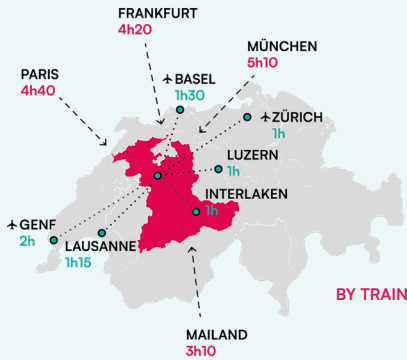 FRANKFURT
4h20
MÜNCHEN
5h10
PARIS
4h40
BASEL
1h30
ZÜRICH
1h
LUZERN
1h
INTERLAKEN
1h
GENF
2h
LAUSANNE
1h15
BY TRAIN
MAILAND
3h10